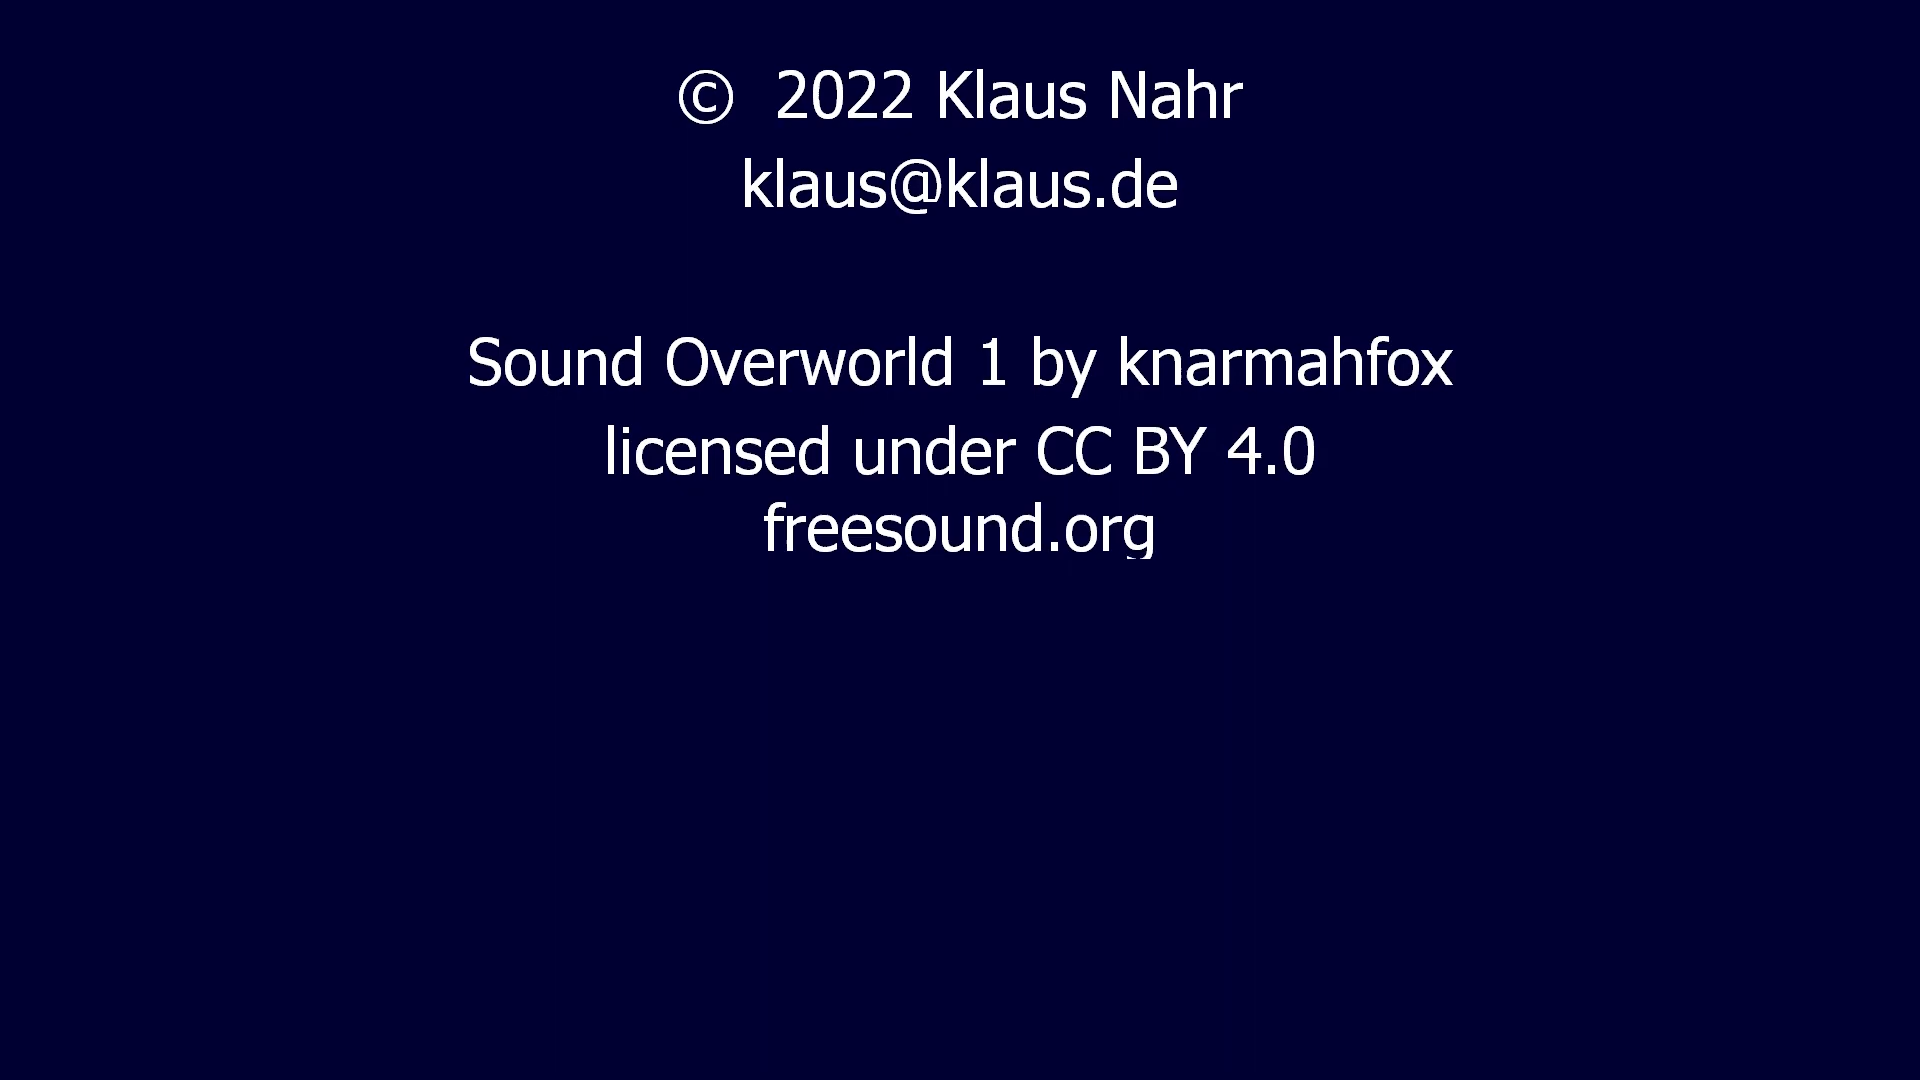 © 2022 Klaus Nahr
klaus@klaus.de
Sound Overworld 1 by knarmahfox
licensed under CC BY 4.0
freesound.org